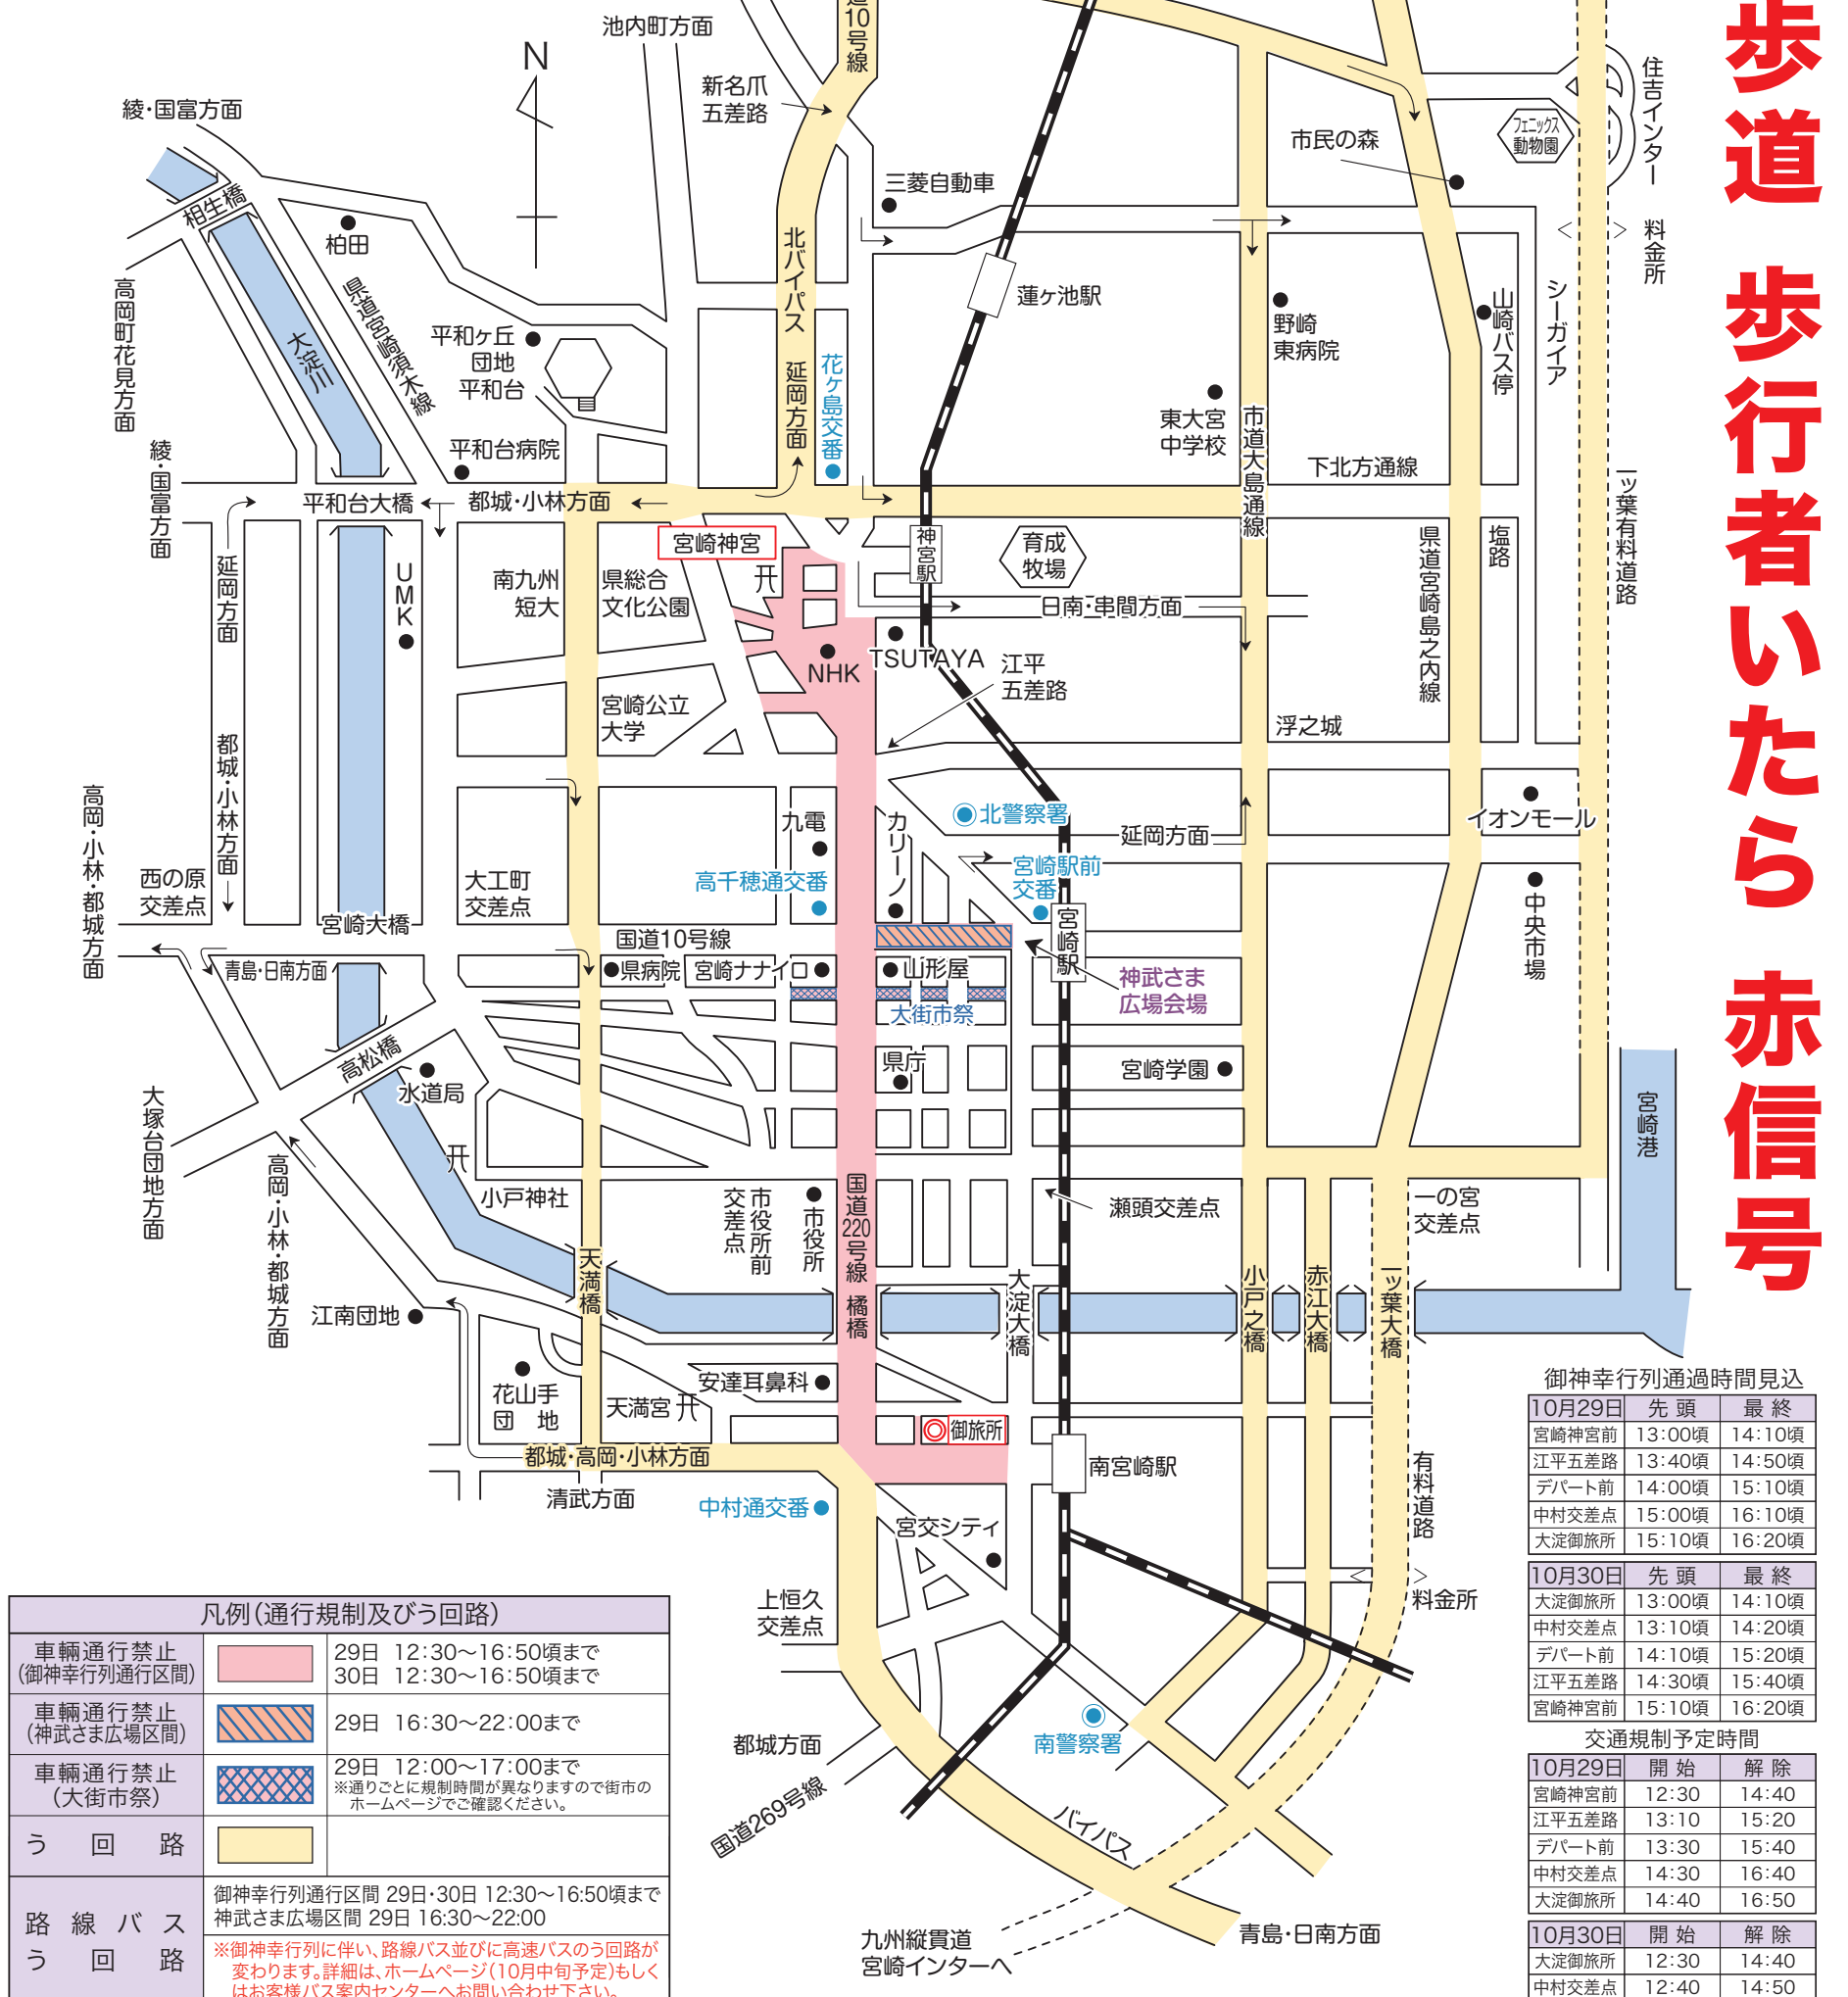 歩道 歩行者いたら 赤信号
池内町方面
道10号線
N
新名爪
五差路
綾・国富方面
住吉インター
フェニックス
動物園
市民の森
三菱自動車
相生橋
柏田
料金所
北バイパス
蓮ヶ池駅
高岡町花見方面
県道宮崎須木線
大淀川
平和ヶ丘
団地
平和台
延岡方面
花ヶ島交番
野崎
東病院
山崎バス停
シーガイア
東大宮
中学校
市道大島通線
平和台病院
下北方通線
綾・国富方面
平和台大橋
都城・小林方面
一ッ葉有料道路
宮崎神宮
神宮駅
育成
牧場
県道宮崎島之内線
塩路
延岡方面
UMK
南九州
短大
県総合
文化公園
日南・串間方面
NHK
TSUTAYA
江平
五差路
宮崎公立
大学
浮之城
都城・小林方面
高岡・小林・都城方面
九電
カリーノ
北警察署
延岡方面
イオンモール
西の原
交差点
大工町
交差点
高千穂通交番
宮崎駅前
交番
中央市場
宮崎大橋
国道10号線
宮崎駅
青島・日南方面
県病院
宮崎ナナイロ
山形屋
神武さま
広場会場
大街市祭
高松橋
水道局
県庁
宮崎学園
宮崎港
大塚台団地方面
高岡・小林・都城方面
小戸神社
市役所前
交差点
市役所
国道220号線
瀬頭交差点
一の宮
交差点
天満橋
橘橋
大淀大橋
小戸之橋
赤江大橋
一ッ葉大橋
江南団地
花山手
団地
天満宮
安達耳鼻科
御旅所
都城・高岡・小林方面
南宮崎駅
有料道路
清武方面
中村通交番
宮交シティ
上恒久
交差点
料金所
都城方面
南警察署
国道269号線
バイパス
九州縦貫道
宮崎インターへ
青島・日南方面
御神幸行列通過時間見込
10月29日 先頭 最終
宮崎神宮前 13:00頃 14:10頃
江平五差路 13:40頃 14:50頃
デパート前 14:00頃 15:10頃
中村交差点 15:00頃 16:10頃
大淀御旅所 15:10頃 16:20頃
10月30日 先頭 最終
大淀御旅所 13:00頃 14:10頃
中村交差点 13:10頃 14:20頃
デパート前 14:10頃 15:20頃
江平五差路 14:30頃 15:40頃
宮崎神宮前 15:10頃 16:20頃
交通規制予定時間
10月29日 開始 解除
宮崎神宮前 12:30 14:40
江平五差路 13:10 15:20
デパート前 13:30 15:40
中村交差点 14:30 16:40
大淀御旅所 14:40 16:50
10月30日 開始 解除
大淀御旅所 12:30 14:40
中村交差点 12:40 14:50
凡例(通行規制及びう回路)
車輌通行禁止
(御神幸行列通行区間)
29日 12:30～16:50頃まで
30日 12:30～16:50頃まで
車輌通行禁止
(神武さま広場区間)
29日 16:30～22:00まで
車輌通行禁止
(大街市祭)
29日 12:00～17:00まで
※通りごとに規制時間が異なりますので街市の
ホームページでご確認ください。
う回路
路線バス
う回路
御神幸行列通行区間 29日・30日 12:30～16:50頃まで
神武さま広場区間 29日 16:30～22:00
※御神幸行列に伴い、路線バス並びに高速バスのう回路が
変わります。詳細は、ホームページ(10月中旬予定)もしく
はお客様バス案内センターへお問い合わせ下さい。